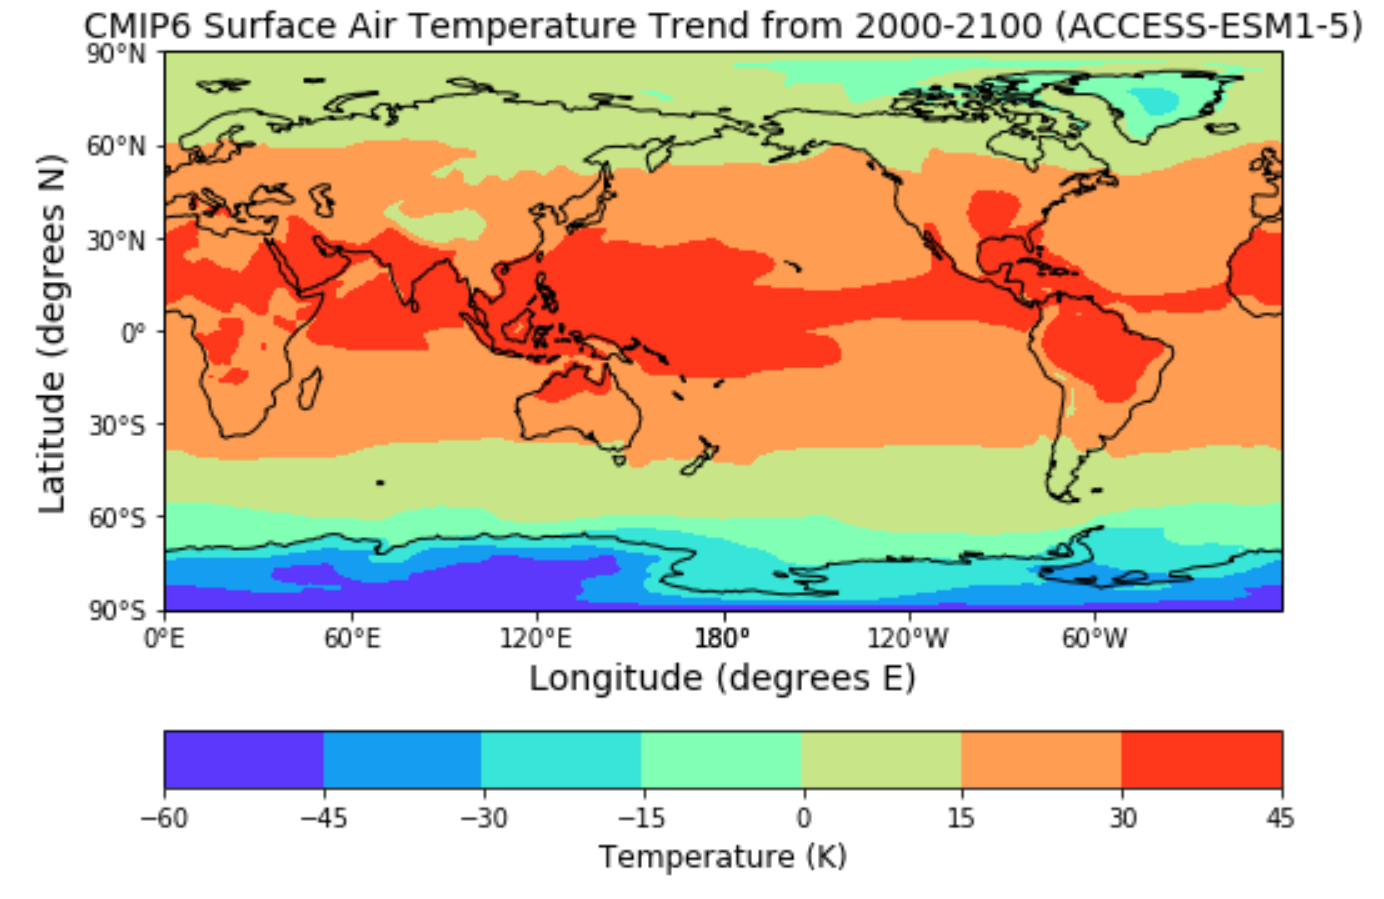 CMIP6 Surface Air Temperature Trend from 2000-2100 (ACCESS-ESM1-5)
90°N
60°N
30°N
0°
30°S
60°S
90°S
Latitude (degrees N)
0°E 60°E 120°E 180° 120°W 60°W
Longitude (degrees E)
−60 −45 −30 −15 0 15 30 45
Temperature (K)